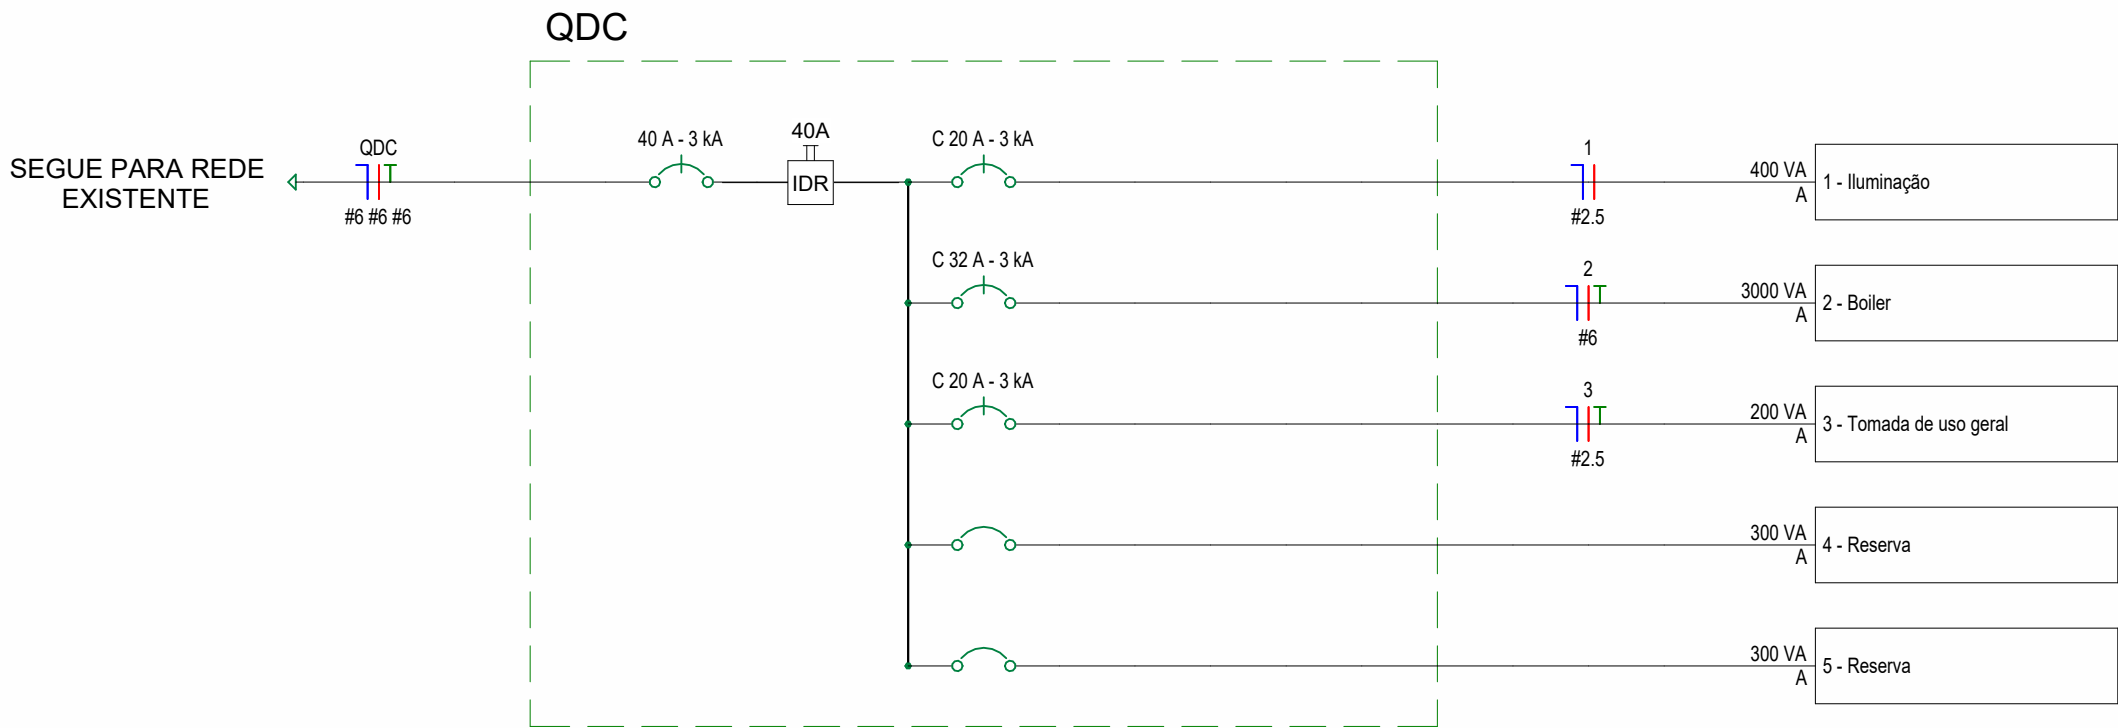 QDC
SEGUE PARA REDE
EXISTENTE
QDC
#6 #6 #6
40 A - 3 kA
40A
IDR
C 20 A - 3 kA
1
#2.5
400 VA
A
1 - Iluminação
C 32 A - 3 kA
2
#6
3000 VA
A
2 - Boiler
C 20 A - 3 kA
3
#2.5
200 VA
A
3 - Tomada de uso geral
300 VA
A
4 - Reserva
300 VA
A
5 - Reserva